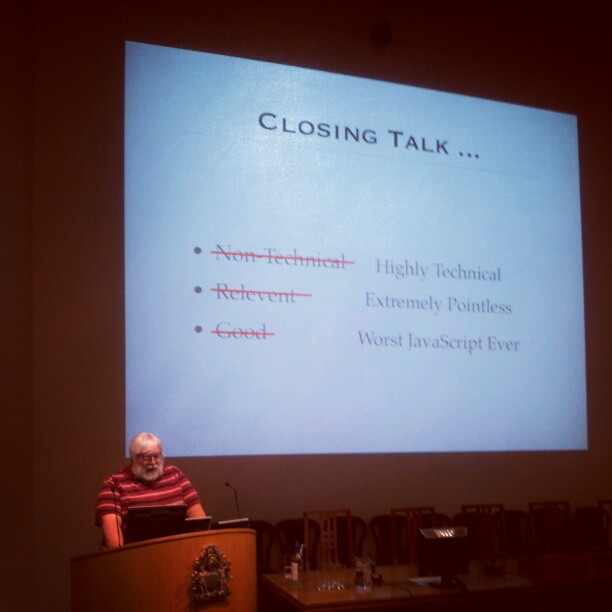 Closing Talk ...
• Non-Technical Highly Technical
• Relevent Extremely Pointless
• Good Worst JavaScript Ever